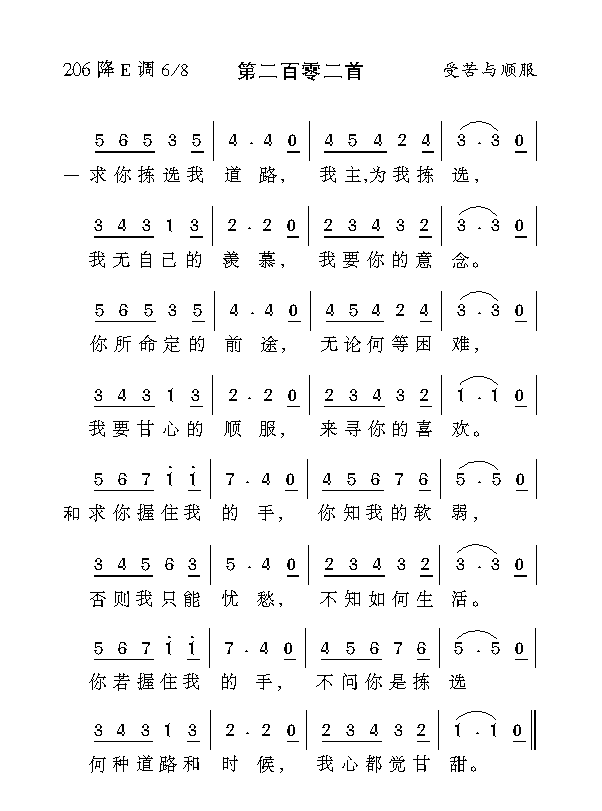 206 降 E 调 6/8 第二百零二首 受苦与顺服
5 6 5 3 5 | 4 . 4 0 | 4 5 4 2 4 | 3 . 3 0 |
一 求你拣选我 道 路， 我主,为我拣 选，
3 4 3 1 3 | 2 . 2 0 | 2 3 4 3 2 | 3 . 3 0 |
我无自己的 羡 慕， 我要你的意 念。
5 6 5 3 5 | 4 . 4 0 | 4 5 4 2 4 | 3 . 3 0 |
你所命定的 前 途， 无论何等困 难，
3 4 3 1 3 | 2 . 2 0 | 2 3 4 3 2 | 1 . 1 0 |
我要甘心的 顺 服， 来寻你的喜 欢。
5 6 7 i i | 7 . 4 0 | 4 5 6 7 6 | 5 . 5 0 |
和 求你握住我 的 手， 你知我的软 弱，
3 4 5 6 3 | 5 . 4 0 | 2 3 4 3 2 | 3 . 3 0 |
否则我只能 忧 愁， 不知如何生 活。
5 6 7 i i | 7 . 4 0 | 4 5 6 7 6 | 5 . 5 0 |
你若握住我 的 手， 不问你是拣 选
3 4 3 1 3 | 2 . 2 0 | 2 3 4 3 2 | 1 . 1 0 ‖
何种道路和 时 候， 我心都觉甘 甜。